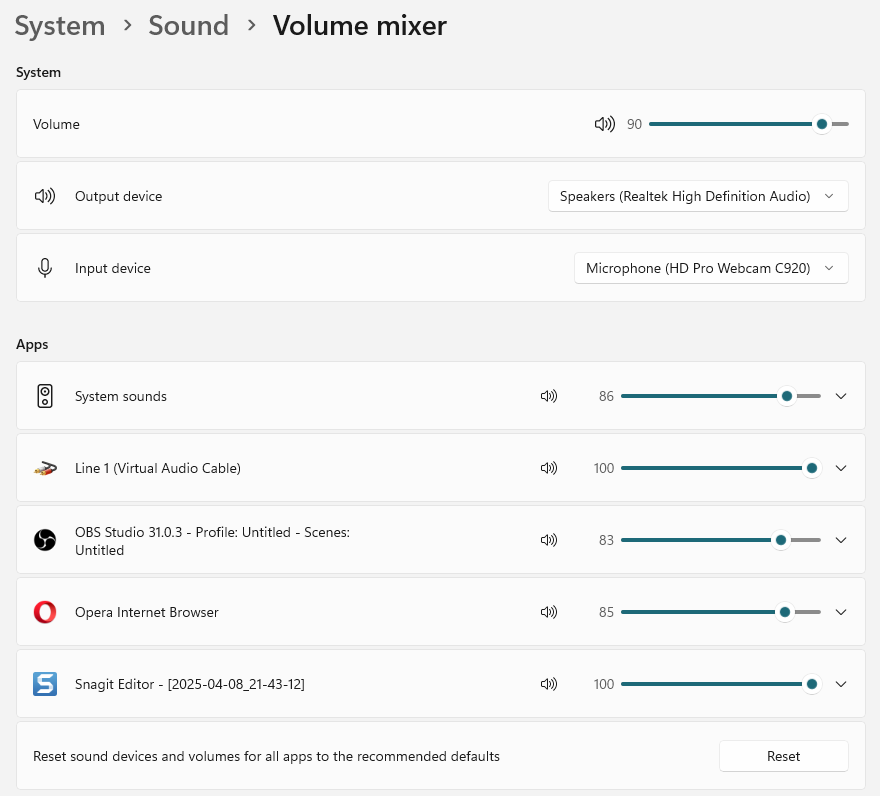 System > Sound > Volume mixer
System
Volume 90
Output device Speakers (Realtek High Definition Audio)
Input device Microphone (HD Pro Webcam C920)
Apps
System sounds 86
Line 1 (Virtual Audio Cable) 100
OBS Studio 31.0.3 - Profile: Untitled - Scenes:
Untitled 83
Opera Internet Browser 85
Snagit Editor - [2025-04-08_21-43-12] 100
Reset sound devices and volumes for all apps to the recommended defaults Reset